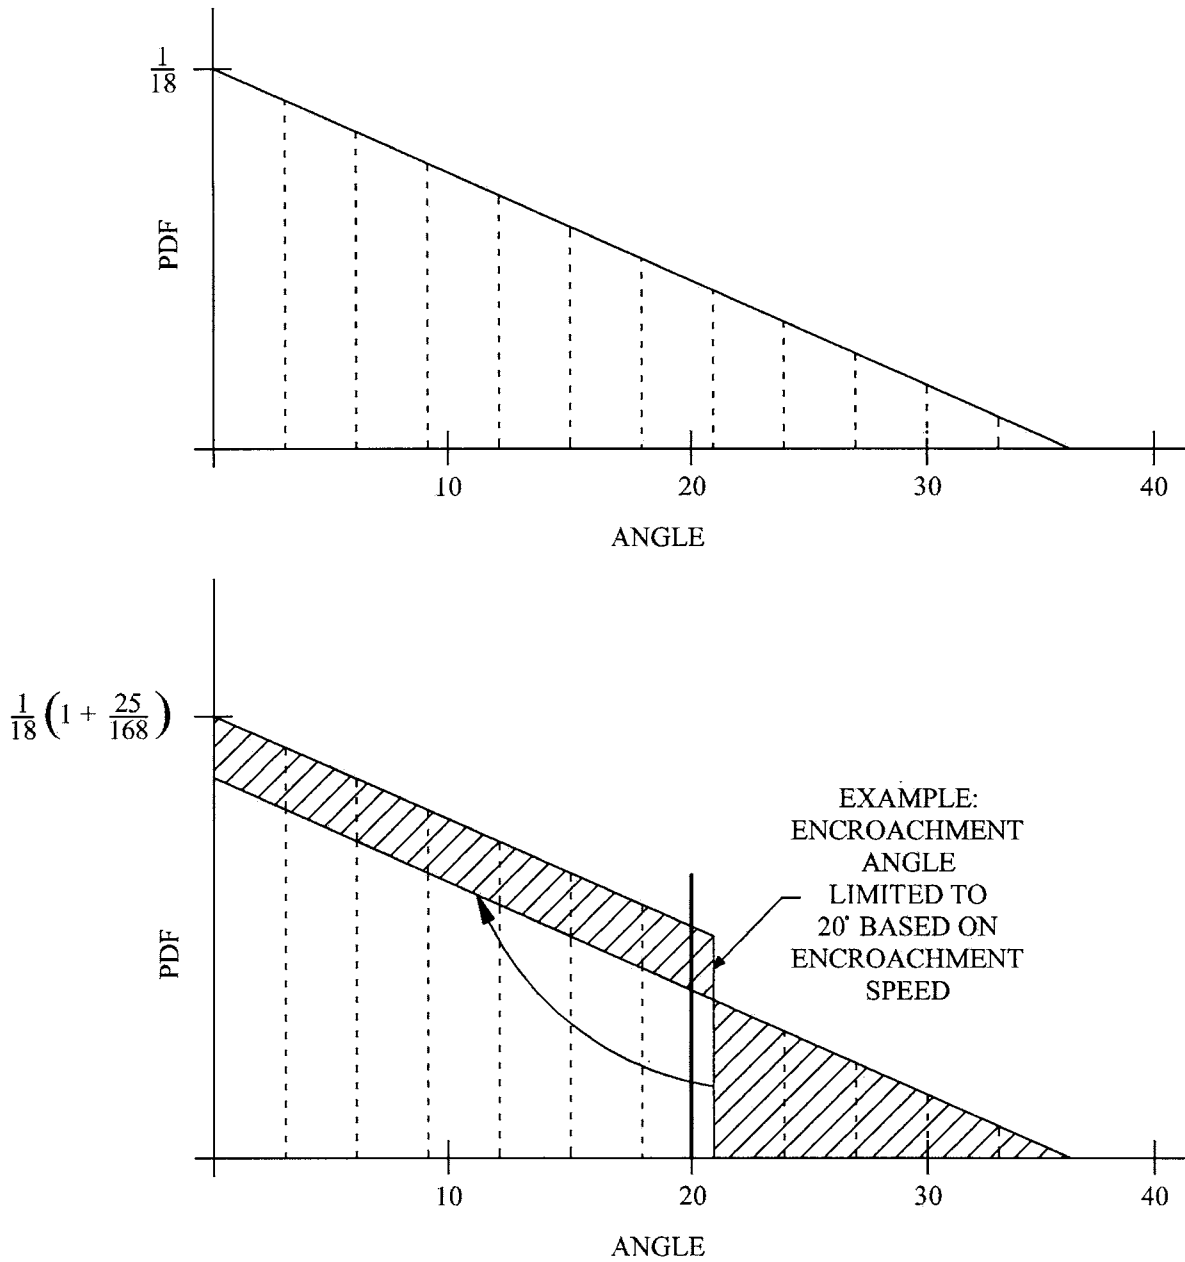 1/18
PDF
10 20 30 40
ANGLE
1/18 (1 + 25/168)
EXAMPLE:
ENCROACHMENT
ANGLE
LIMITED TO
20° BASED ON
ENCROACHMENT
SPEED
PDF
10 20 30 40
ANGLE